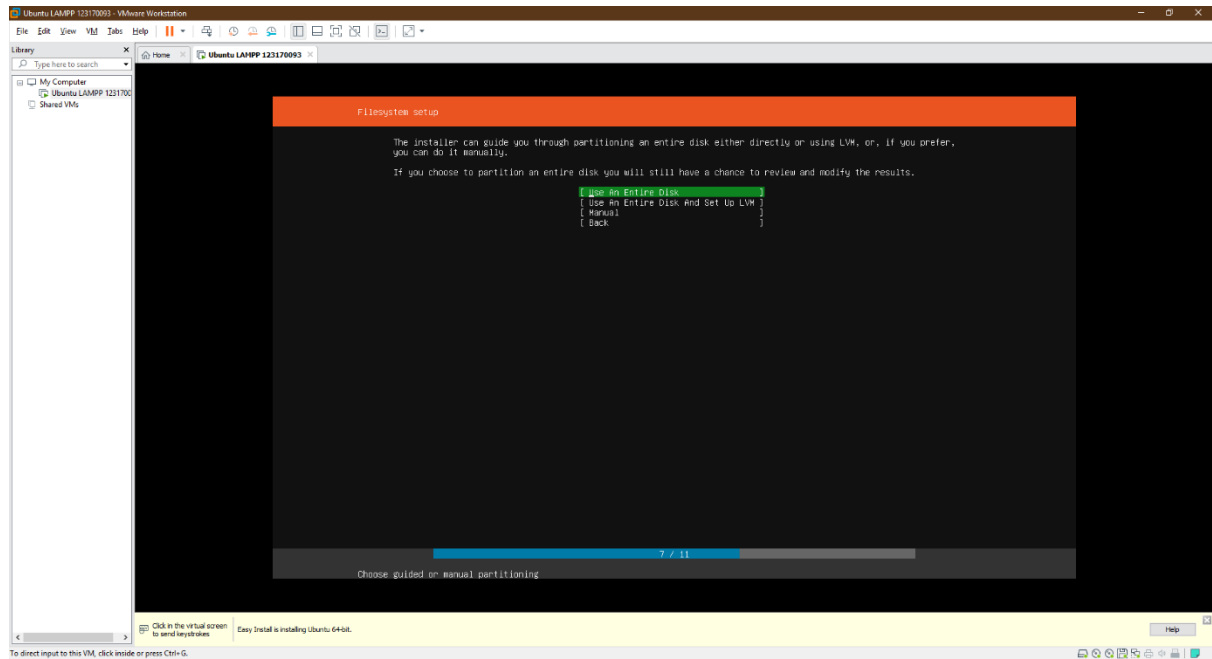 Ubuntu LAMPP 123170093 - VMware Workstation
File Edit View VM Tabs Help
Library
Home
Ubuntu LAMPP 123170093
Type here to search
My Computer
Ubuntu LAMPP 1231700
Shared VMs
Filesystem setup
The installer can guide you through partitioning an entire disk either directly or using LVM, or, if you prefer,
you can do it manually.
If you choose to partition an entire disk you will still have a chance to review and modify the results.
[ Use An Entire Disk ]
[ Use An Entire Disk And Set Up LVM ]
[ Manual ]
[ Back ]
7 / 11
Choose guided or manual partitioning
Click in the virtual screen
to send keystrokes
Easy Install is installing Ubuntu 64-bit.
Help
To direct input to this VM, click inside or press Ctrl+G.